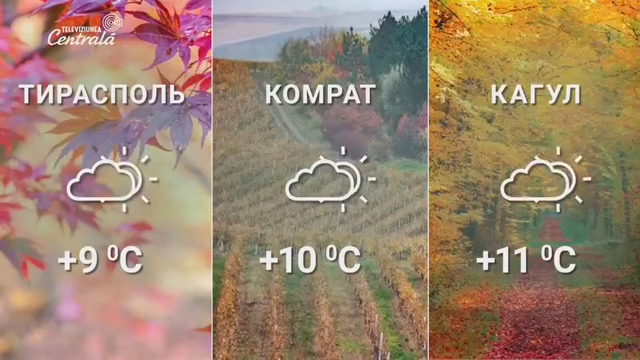 TELEVIZIUNEA
Centrală
ТИРАСПОЛЬ
КОМРАТ
КАГУЛ
+9 ⁰C
+10 ⁰C
+11 ⁰C